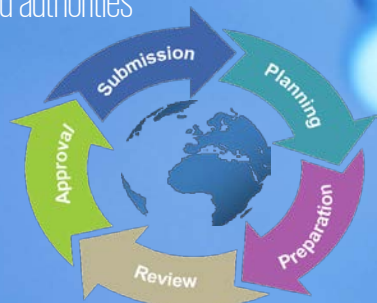 d authorities
Submission
Planning
Preparation
Review
Approval